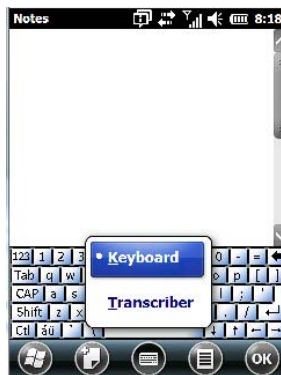 Notes 8:18
123 1 2 3 0 - =
Keyboard
Tab q w o p [ ]
CAP a s l ; '
Transcriber
Shift z x . /
Ctl áü ` \
OK